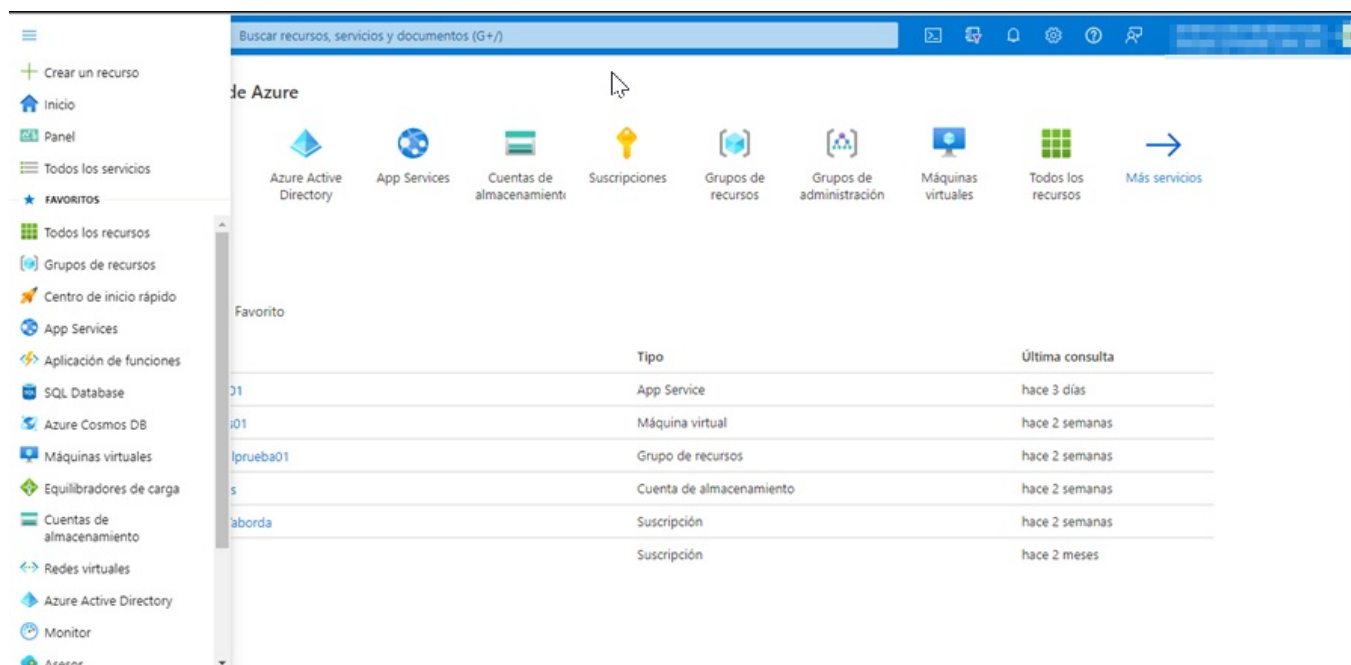 Buscar recursos, servicios y documentos (G+/)
Crear un recurso
Inicio
Panel
Todos los servicios
FAVORITOS
Todos los recursos
Grupos de recursos
Centro de inicio rápido
App Services
Aplicación de funciones
SQL Database
Azure Cosmos DB
Máquinas virtuales
Equilibradores de carga
Cuentas de
almacenamiento
Redes virtuales
Azure Active Directory
Monitor
de Azure
Azure Active
Directory
App Services
Cuentas de
almacenamiento
Suscripciones
Grupos de
recursos
Grupos de
administración
Máquinas
virtuales
Todos los
recursos
Más servicios
Favorito
Tipo Última consulta
01 App Service hace 3 días
s01 Máquina virtual hace 2 semanas
lprueba01 Grupo de recursos hace 2 semanas
s Cuenta de almacenamiento hace 2 semanas
Taborda Suscripción hace 2 semanas
Suscripción hace 2 meses